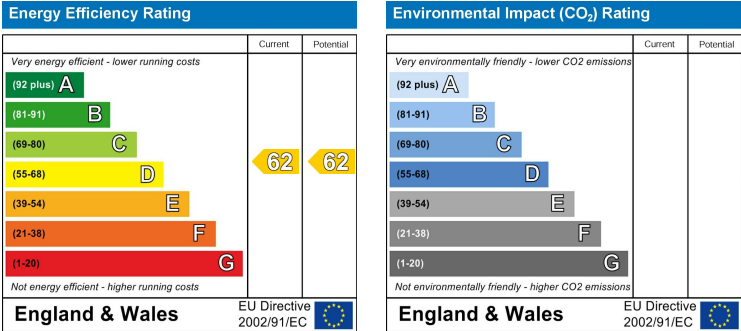 Energy Efficiency Rating
Current Potential
Very energy efficient - lower running costs
(92 plus) A
(81-91) B
(69-80) C
(55-68) D
(39-54) E
(21-38) F
(1-20) G
62 62
Not energy efficient - higher running costs
England & Wales
EU Directive
2002/91/EC
Environmental Impact (CO₂) Rating
Current Potential
Very environmentally friendly - lower CO2 emissions
(92 plus) A
(81-91) B
(69-80) C
(55-68) D
(39-54) E
(21-38) F
(1-20) G
Not environmentally friendly - higher CO2 emissions
England & Wales
EU Directive
2002/91/EC